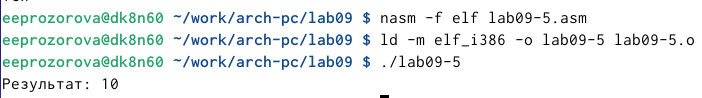 eeprozorova@dk8n60 ~/work/arch-pc/lab09 $ nasm -f elf lab09-5.asm
eeprozorova@dk8n60 ~/work/arch-pc/lab09 $ ld -m elf_i386 -o lab09-5 lab09-5.o
eeprozorova@dk8n60 ~/work/arch-pc/lab09 $ ./lab09-5
Результат: 10